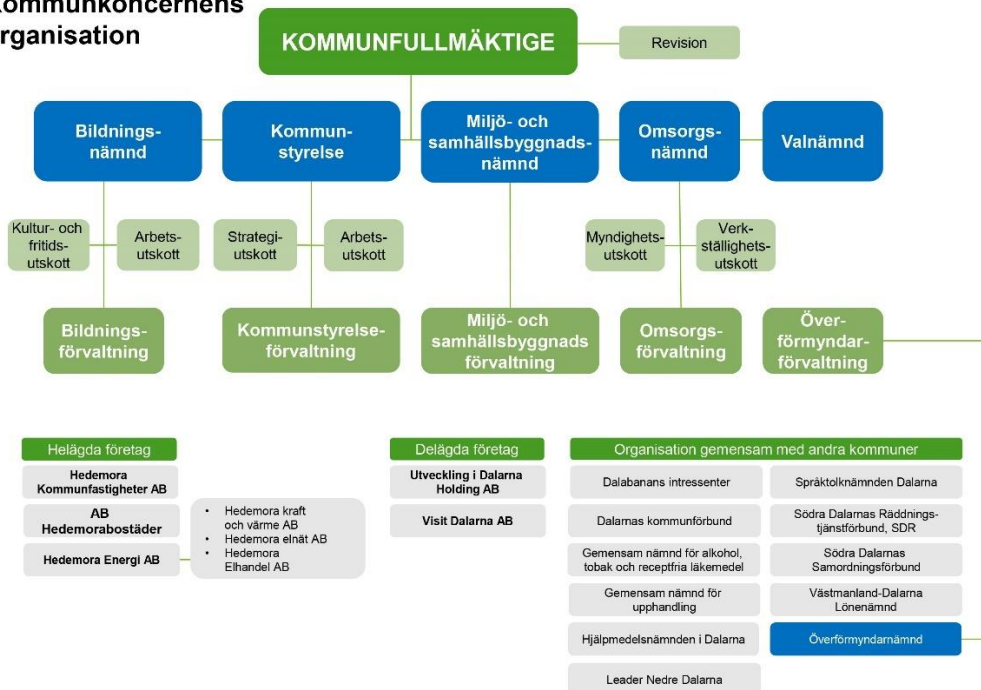 Kommunkoncernens
organisation
KOMMUNFULLMÄKTIGE
Revision
Bildnings-
nämnd
Kommun-
styrelse
Miljö- och
samhällsbyggnads-
nämnd
Omsorgs-
nämnd
Valnämnd
Kultur- och
fritids-
utskott
Arbets-
utskott
Strategi-
utskott
Arbets-
utskott
Myndighets-
utskott
Verk-
ställighets-
utskott
Bildnings-
förvaltning
Kommunstyrelse-
förvaltning
Miljö- och
samhällsbyggnads
förvaltning
Omsorgs-
förvaltning
Över-
förmyndar-
förvaltning
Helägda företag
Hedemora
Kommunfastigheter AB
AB
Hedemorabostäder
Hedemora Energi AB
• Hedemora kraft
och värme AB
• Hedemora elnät AB
• Hedemora
Elhandel AB
Delägda företag
Utveckling i Dalarna
Holding AB
Visit Dalarna AB
Organisation gemensam med andra kommuner
Dalabanans intressenter
Dalarnas kommunförbund
Gemensam nämnd för alkohol,
tobak och receptfria läkemedel
Gemensam nämnd för
upphandling
Hjälpmedelsnämnden i Dalarna
Leader Nedre Dalarna
Språktolknämnden Dalarna
Södra Dalarnas Räddnings-
tjänstförbund, SDR
Södra Dalarnas
Samordningsförbund
Västmanland-Dalarna
Lönenämnd
Överförmyndarnämnd